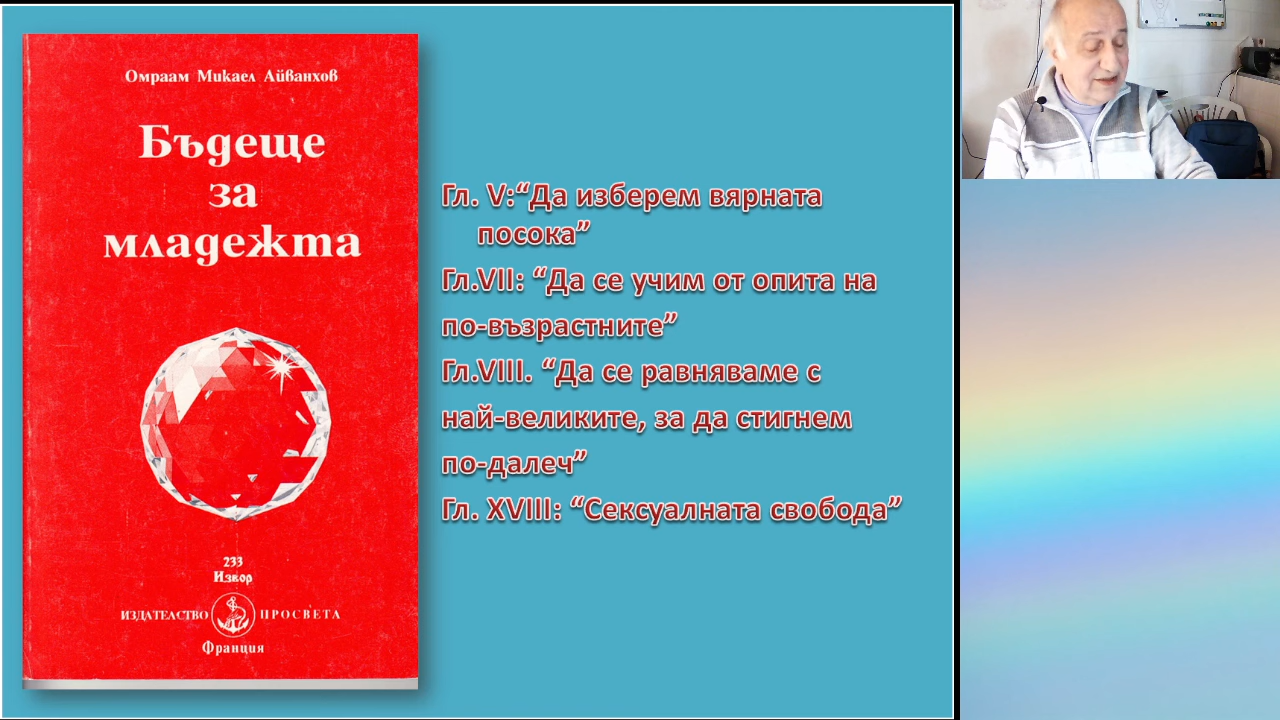 Омраам Микаел Айванхов
Бъдеще
за
младежта
233
Извор
ИЗДАТЕЛСТВО ПРОСВЕТА
Франция
Гл. V:“Да изберем вярната
посока”
Гл.VII: “Да се учим от опита на
по-възрастните”
Гл.VIII. “Да се равняваме с
най-великите, за да стигнем
по-далеч”
Гл. XVIII: “Сексуалната свобода”